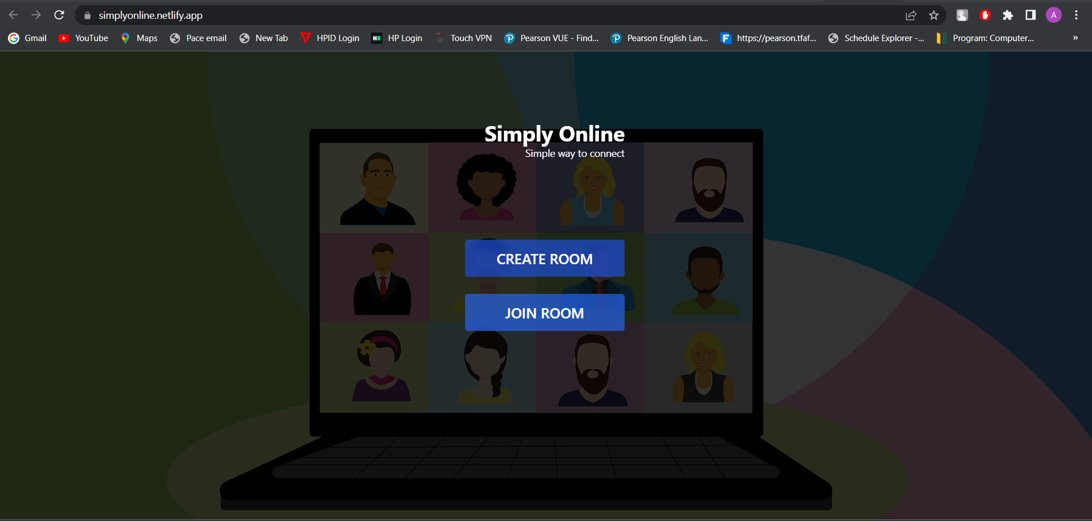 simplyonline.netlify.app
A
Gmail YouTube Maps Pace email New Tab HPID Login HP Login Touch VPN Pearson VUE - Find... Pearson English Lan... https://pearson.tfaf... Schedule Explorer -... Program: Computer... »
Simply Online
Simple way to connect
CREATE ROOM
JOIN ROOM